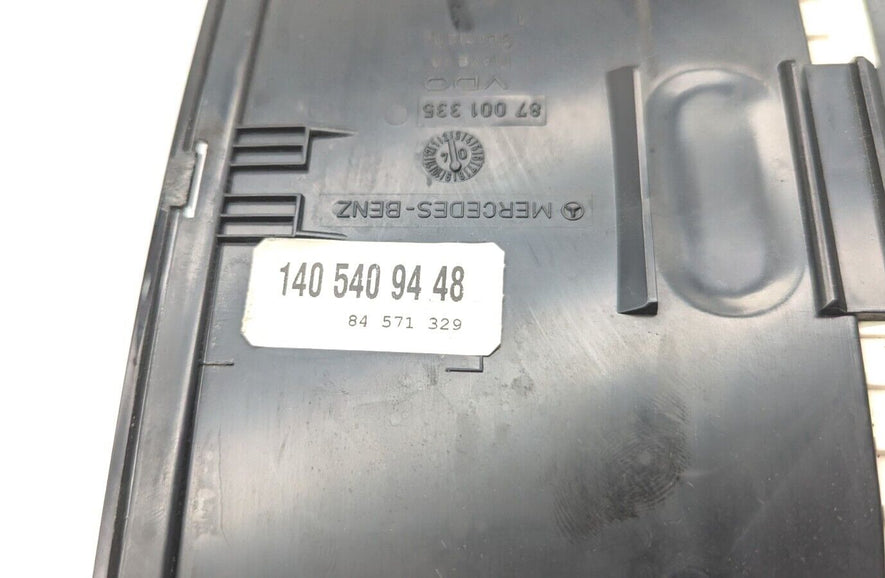 140 540 94 48
84 571 329
MERCEDES-BENZ
87 001 335
VDO